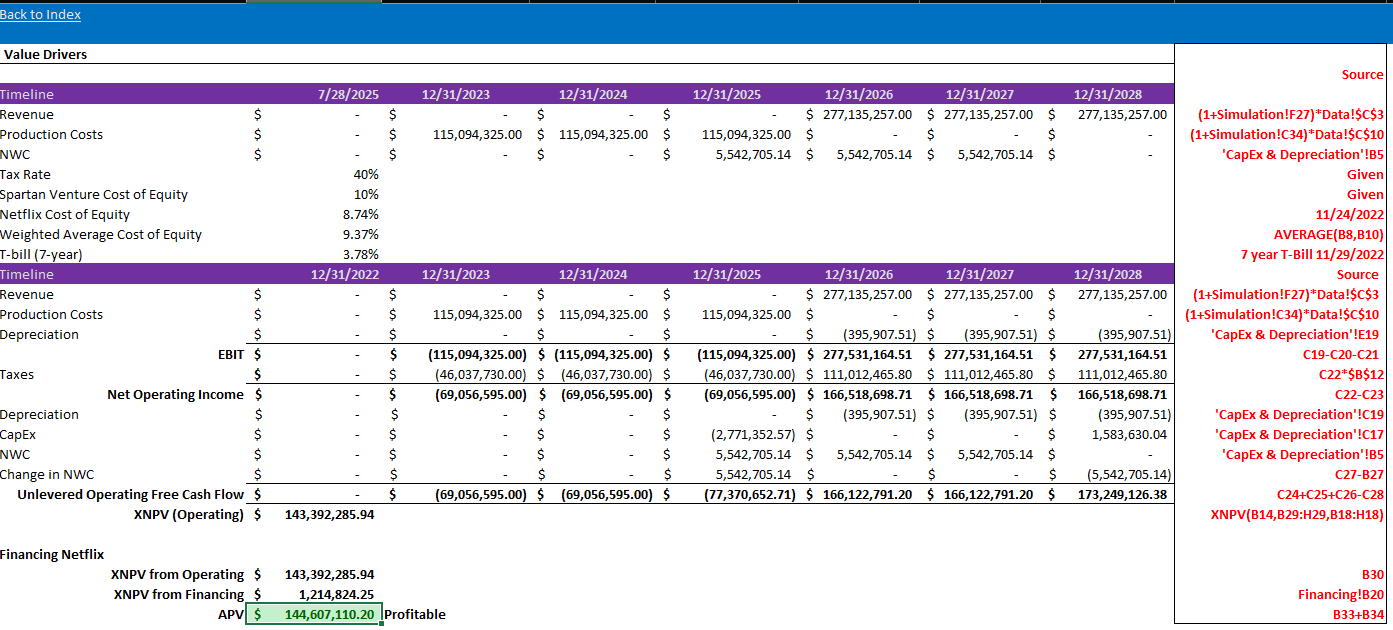 Back to Index
Value Drivers
Source
Timeline 7/28/2025 12/31/2023 12/31/2024 12/31/2025 12/31/2026 12/31/2027 12/31/2028
Revenue $ - $ - $ - $ - $ 277,135,257.00 $ 277,135,257.00 $ 277,135,257.00 (1+Simulation!F27)*Data!$C$3
Production Costs $ - $ 115,094,325.00 $ 115,094,325.00 $ 115,094,325.00 $ - $ - $ - (1+Simulation!C34)*Data!$C$10
NWC $ - $ - $ - $ 5,542,705.14 $ 5,542,705.14 $ 5,542,705.14 $ - 'CapEx & Depreciation'!B5
Tax Rate 40% Given
Spartan Venture Cost of Equity 10% Given
Netflix Cost of Equity 8.74% 11/24/2022
Weighted Average Cost of Equity 9.37% AVERAGE(B8,B10)
T-bill (7-year) 3.78% 7 year T-Bill 11/29/2022
Timeline 12/31/2022 12/31/2023 12/31/2024 12/31/2025 12/31/2026 12/31/2027 12/31/2028 Source
Revenue $ - $ - $ - $ - $ 277,135,257.00 $ 277,135,257.00 $ 277,135,257.00 (1+Simulation!F27)*Data!$C$3
Production Costs $ - $ 115,094,325.00 $ 115,094,325.00 $ 115,094,325.00 $ - $ - $ - (1+Simulation!C34)*Data!$C$10
Depreciation $ - $ - $ - $ - $ (395,907.51) $ (395,907.51) $ (395,907.51) 'CapEx & Depreciation'!E19
EBIT $ - $ (115,094,325.00) $ (115,094,325.00) $ (115,094,325.00) $ 277,531,164.51 $ 277,531,164.51 $ 277,531,164.51 C19-C20-C21
Taxes $ - $ (46,037,730.00) $ (46,037,730.00) $ (46,037,730.00) $ 111,012,465.80 $ 111,012,465.80 $ 111,012,465.80 C22*$B$12
Net Operating Income $ - $ (69,056,595.00) $ (69,056,595.00) $ (69,056,595.00) $ 166,518,698.71 $ 166,518,698.71 $ 166,518,698.71 C22-C23
Depreciation $ - $ - $ - $ - $ (395,907.51) $ (395,907.51) $ (395,907.51) 'CapEx & Depreciation'!C19
CapEx $ - $ - $ - $ (2,771,352.57) $ - $ - $ 1,583,630.04 'CapEx & Depreciation'!C17
NWC $ - $ - $ - $ 5,542,705.14 $ 5,542,705.14 $ 5,542,705.14 $ - 'CapEx & Depreciation'!B5
Change in NWC $ - $ - $ - $ 5,542,705.14 $ - $ - $ (5,542,705.14) C27-B27
Unlevered Operating Free Cash Flow $ - $ (69,056,595.00) $ (69,056,595.00) $ (77,370,652.71) $ 166,122,791.20 $ 166,122,791.20 $ 173,249,126.38 C24+C25+C26-C28
XNPV (Operating) $ 143,392,285.94 XNPV(B14,B29:H29,B18:H18)
Financing Netflix
XNPV from Operating $ 143,392,285.94 B30
XNPV from Financing $ 1,214,824.25 Financing!B20
APV $ 144,607,110.20 Profitable B33+B34